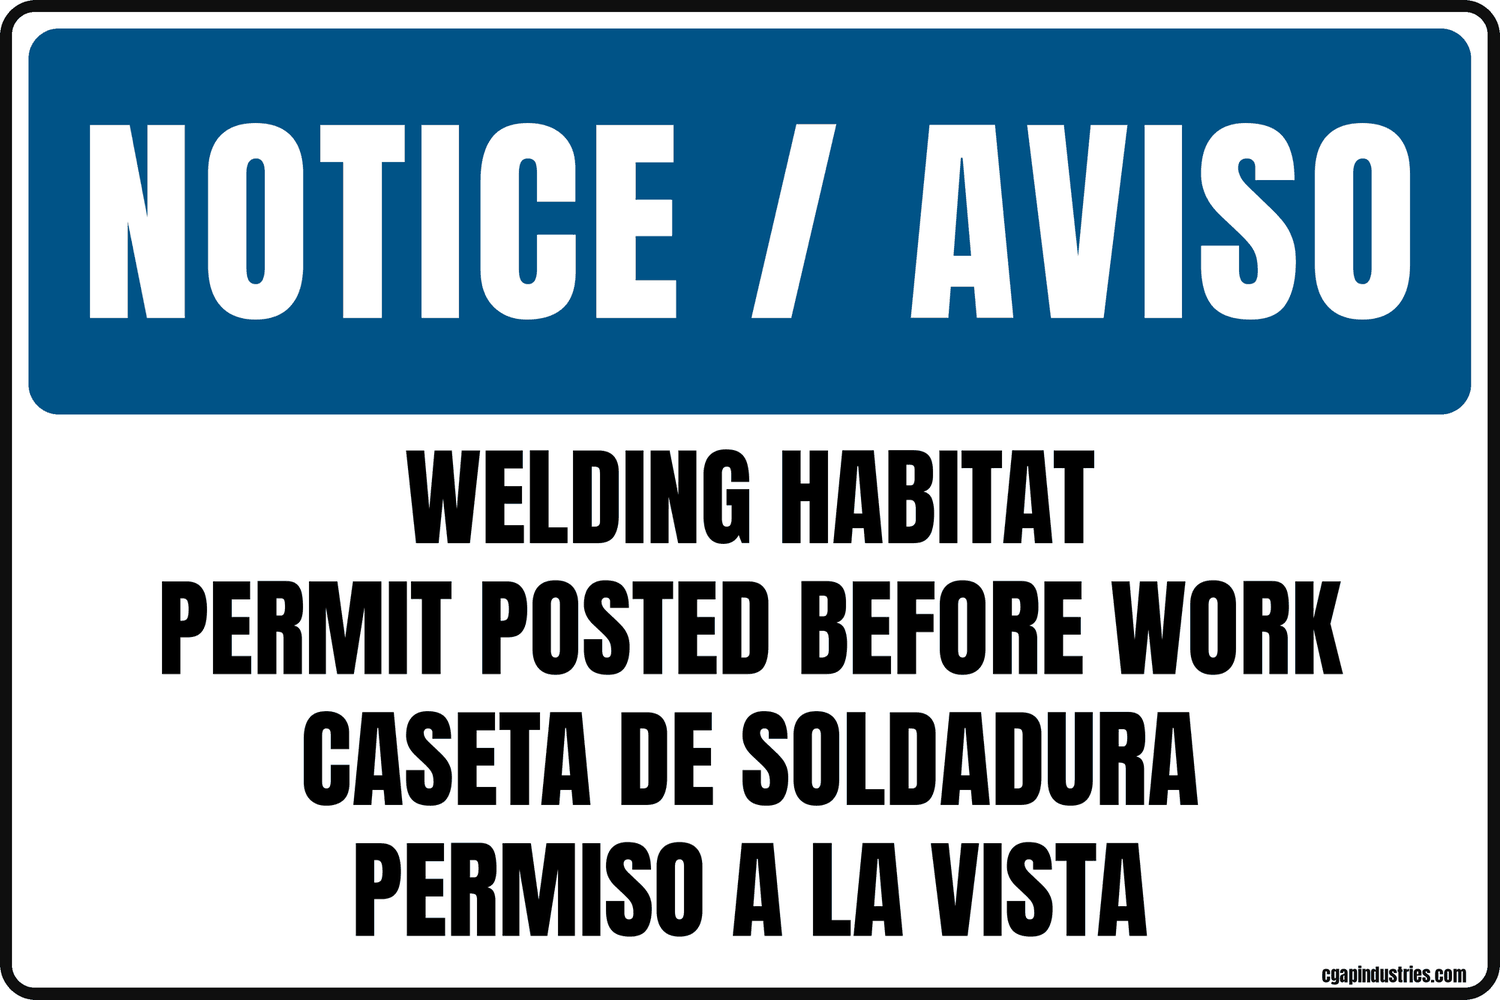 NOTICE / AVISO
WELDING HABITAT
PERMIT POSTED BEFORE WORK
CASETA DE SOLDADURA
PERMISO A LA VISTA
cgapindustries.com